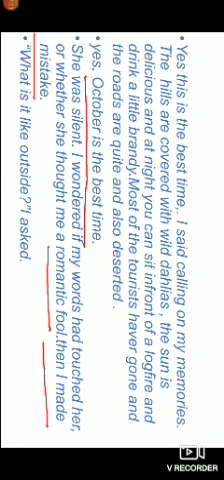 • Yes this is the best time,. I said calling on my memories.
The hills are covered with wild dahlias , the sun is
delicious and at night you can sit infront of a logfire and
drink a little brandy.Most of the tourists haver gone and
the roads are quite and also deserted .
• yes, October is the best time.
• She was silent. I wondered if my words had touched her,
or whether she thought me a romantic fool.then I made
mistake.
• "What is it like outside?"I asked.
V RECORDER